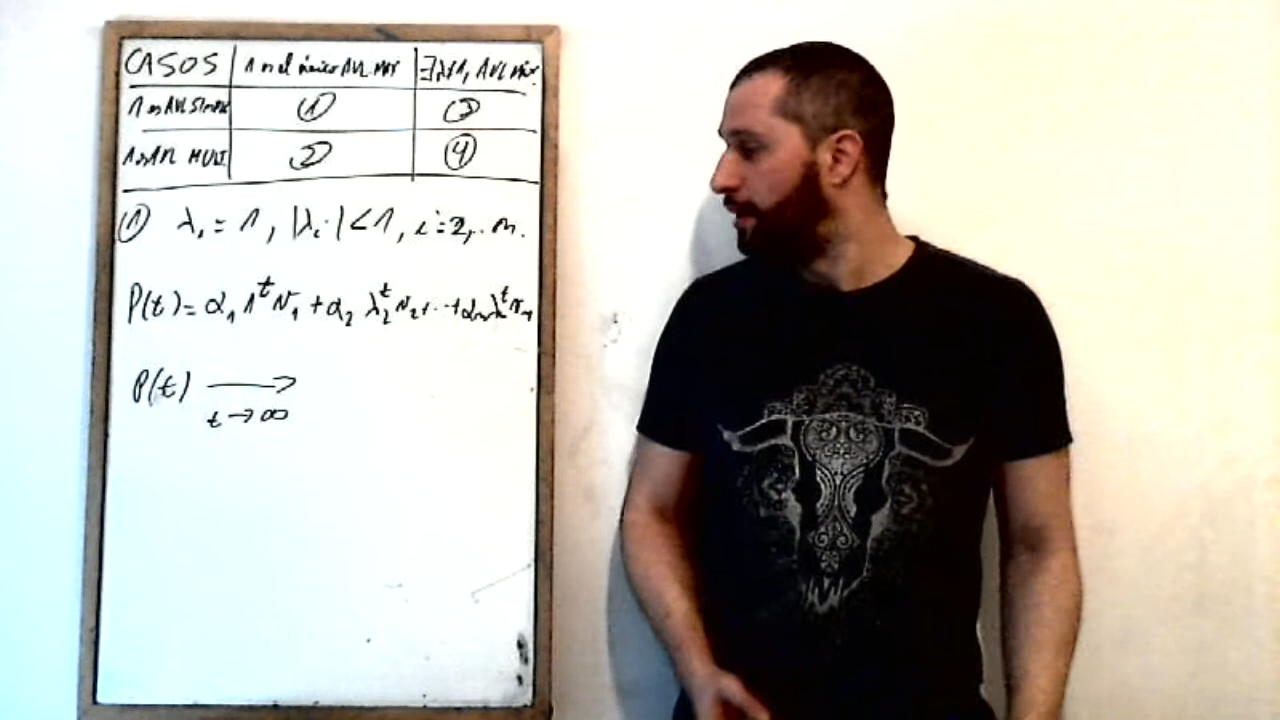 CASOS 1 es el único AVL MAX ∃λ≠1, AVL MAX.
1 es AVL SIMPLE ① ③
1 es AVL MULT ② ④
① λ₁ = 1, |λᵢ| < 1, i = 2, .. n.
P(t) = α₁ 1ᵗ v₁ + α₂ λ₂ᵗ v₂ + ... + αₙ λₙᵗ vₙ
P(t) ⟶
t → ∞